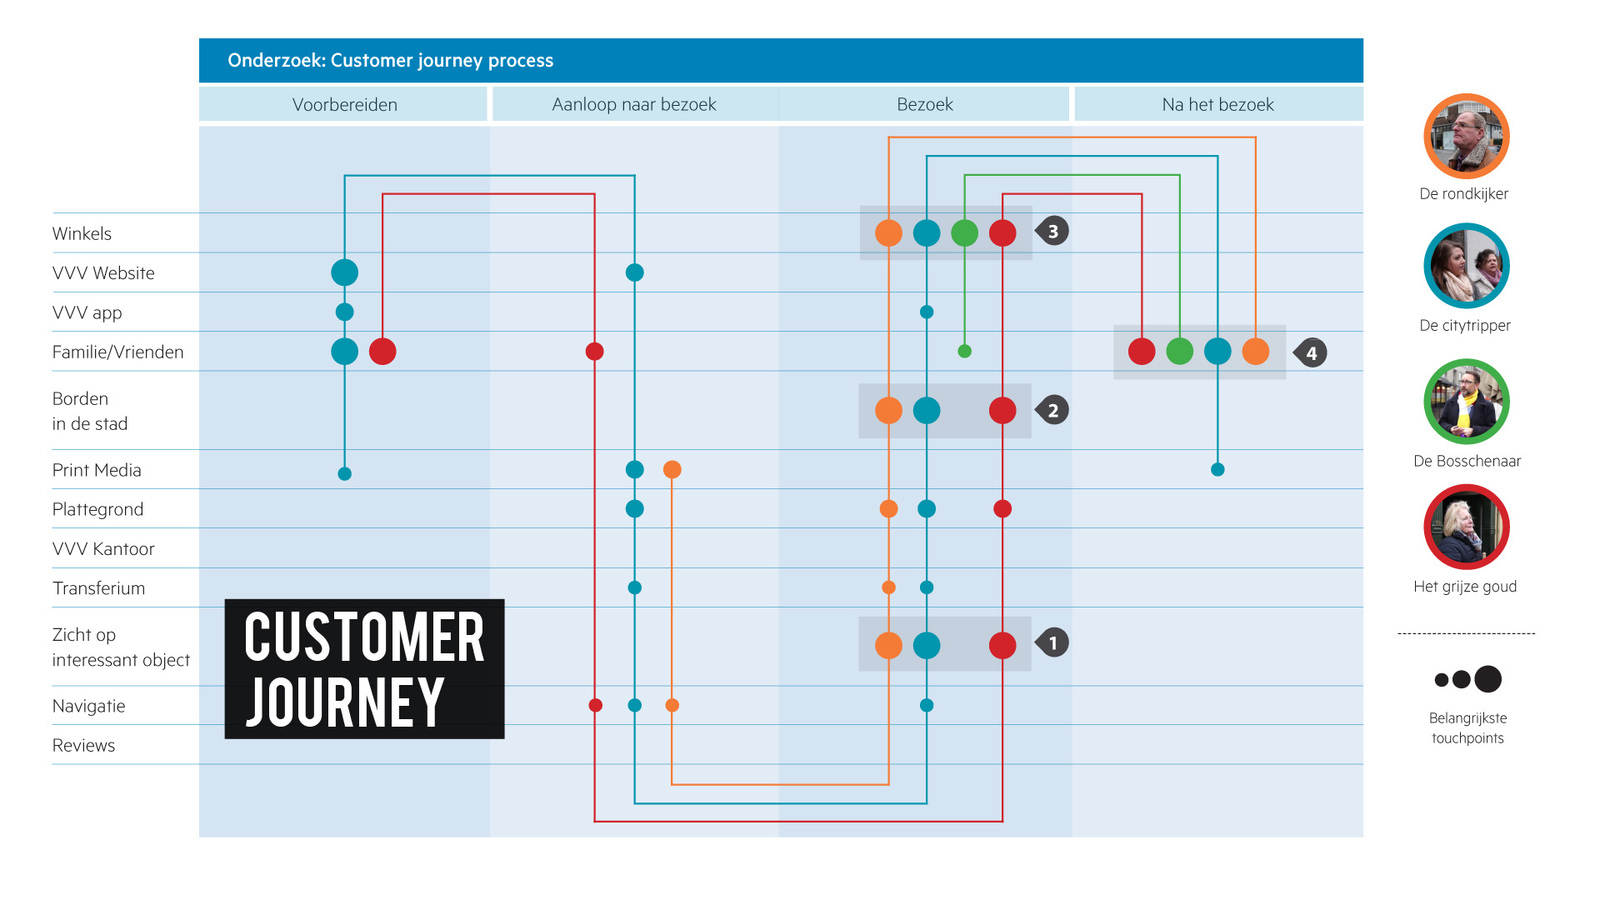 Onderzoek: Customer journey process
Voorbereiden
Aanloop naar bezoek
Bezoek
Na het bezoek
Winkels
VVV Website
VVV app
Familie/Vrienden
Borden
in de stad
Print Media
Plattegrond
VVV Kantoor
Transferium
Zicht op
interessant object
Navigatie
Reviews
3
4
2
1
CUSTOMER
JOURNEY
De rondkijker
De citytripper
De Bosschenaar
Het grijze goud
Belangrijkste
touchpoints